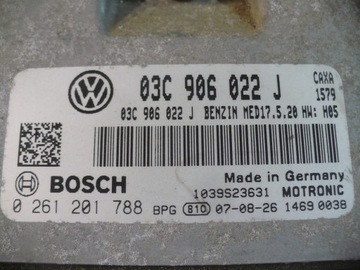 03C 906 022 J CAXA
1579
03C 906 022 J BENZIN MED17.5.20 HW: H05
Made in Germany
BOSCH 1039S23631 MOTRONIC
0 261 201 788 BPG 810 07-08-26 1469 0038